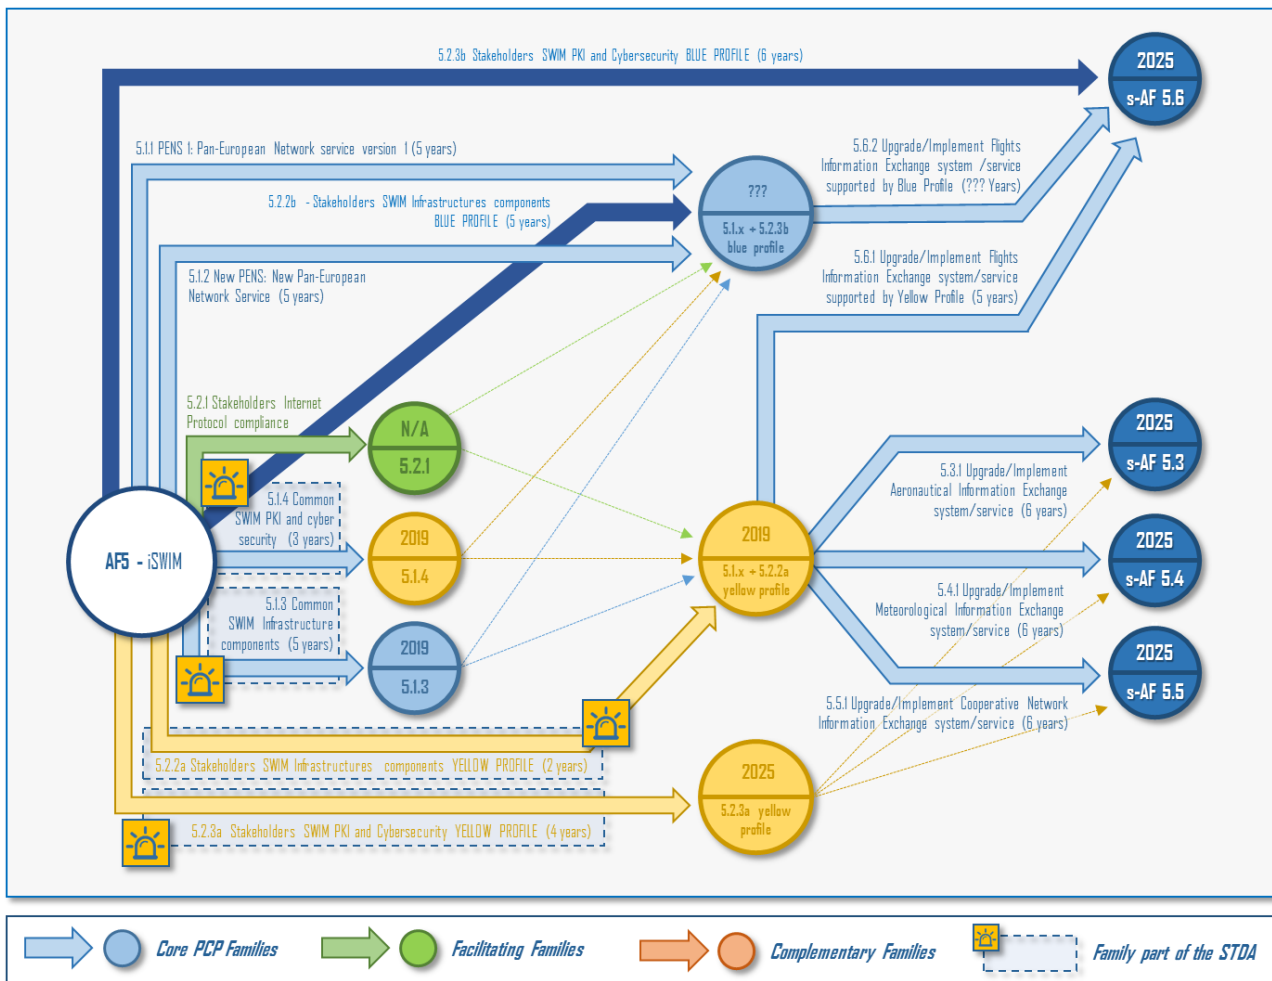 5.2.3b Stakeholders SWIM PKI and Cybersecurity BLUE PROFILE (6 years)
2025
s-AF 5.6
5.1.1 PENS 1: Pan-European Network service version 1 (5 years)
5.6.2 Upgrade/Implement Flights
Information Exchange system /service
supported by Blue Profile (??? Years)
5.2.2b - Stakeholders SWIM Infrastructures components
BLUE PROFILE (5 years)
???
5.1.x + 5.2.3b
blue profile
5.1.2 New PENS: New Pan-European
Network Service (5 years)
5.6.1 Upgrade/Implement Flights
Information Exchange system/service
supported by Yellow Profile (5 years)
5.2.1 Stakeholders Internet
Protocol compliance
N/A
5.2.1
2025
s-AF 5.3
5.3.1 Upgrade/Implement
Aeronautical Information Exchange
system/service
(6 years)
5.1.4 Common
SWIM PKI and cyber
security (3 years)
AF5 - iSWIM
2019
5.1.4
2019
5.1.x + 5.2.2a
yellow profile
2025
s-AF 5.4
5.4.1 Upgrade/Implement
Meteorological Information Exchange
system/service
(6 years)
5.1.3 Common
SWIM Infrastructure
components (5 years)
2019
5.1.3
2025
s-AF 5.5
5.5.1 Upgrade/Implement Cooperative Network
Information Exchange system/service (6 years)
5.2.2a Stakeholders SWIM Infrastructures components YELLOW PROFILE (2 years)
2025
5.2.3a yellow
profile
5.2.3a Stakeholders SWIM PKI and Cybersecurity YELLOW PROFILE (4 years)
Core PCP Families
Facilitating Families
Complementary Families
Family part of the STDA